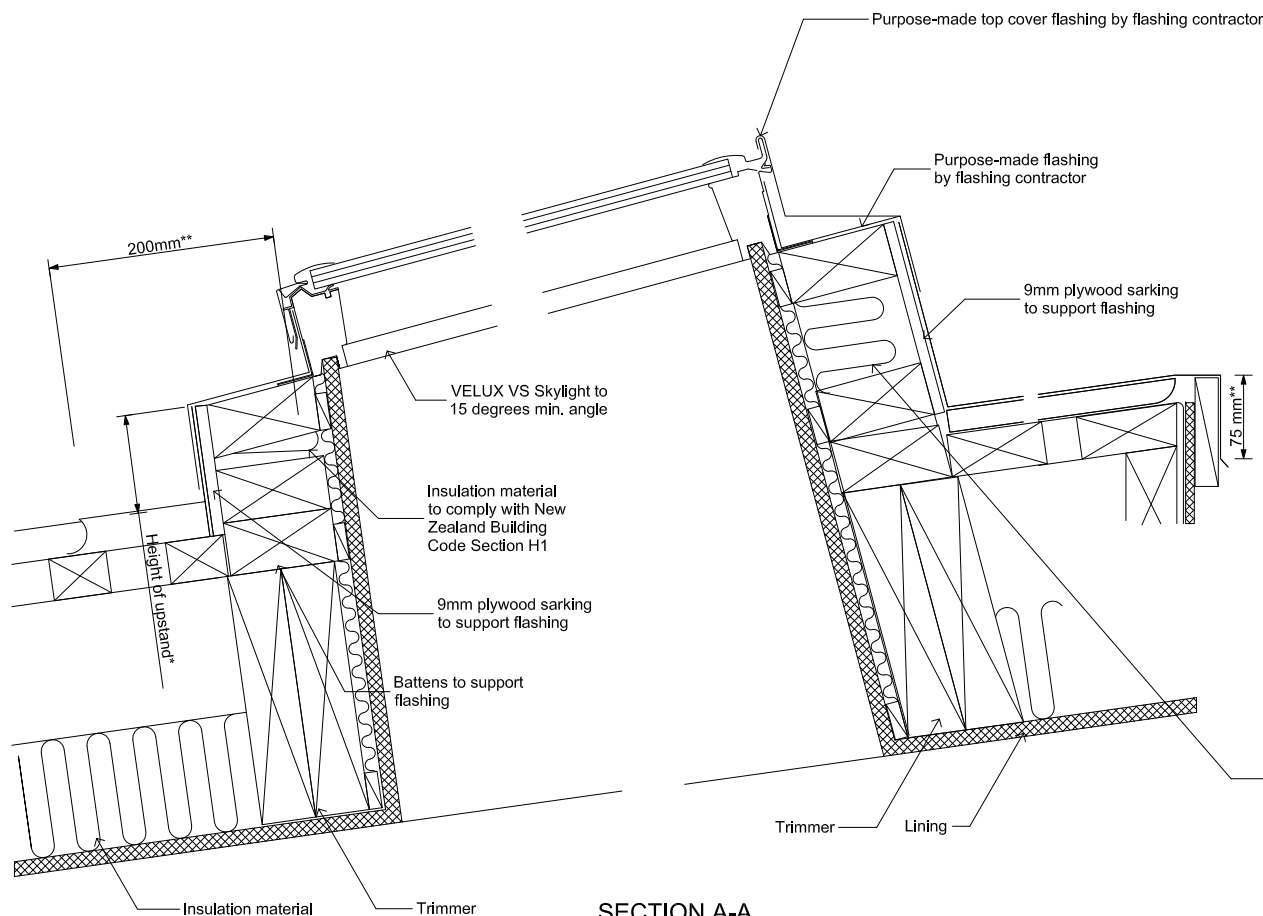 Purpose-made top cover flashing by flashing contractor
Purpose-made flashing
by flashing contractor
200mm**
9mm plywood sarking
to support flashing
VELUX VS Skylight to
15 degrees min. angle
75 mm**
Insulation material
to comply with New
Zealand Building
Code Section H1
Height of upstand*
9mm plywood sarking
to support flashing
Battens to support
flashing
Trimmer
Lining
Insulation material
Trimmer
SECTION A-A